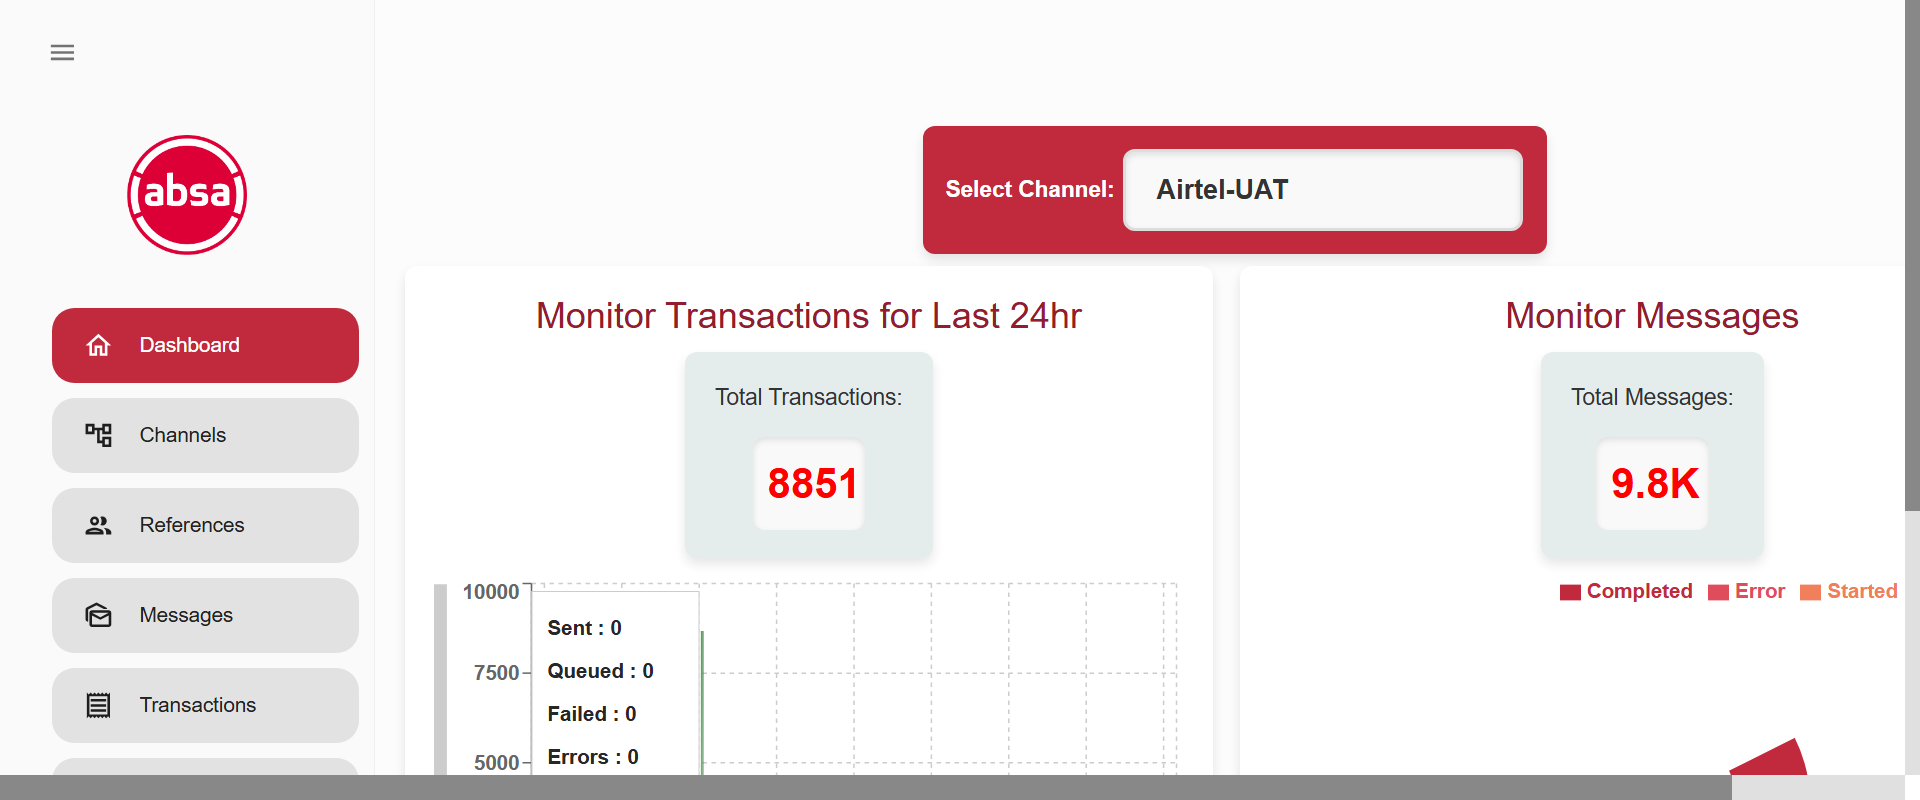 absa
Dashboard
Channels
References
Messages
Transactions
Select Channel:
Airtel-UAT
Monitor Transactions for Last 24hr
Total Transactions:
8851
10000
7500
5000
Sent : 0
Queued : 0
Failed : 0
Errors : 0
Monitor Messages
Total Messages:
9.8K
Completed Error Started